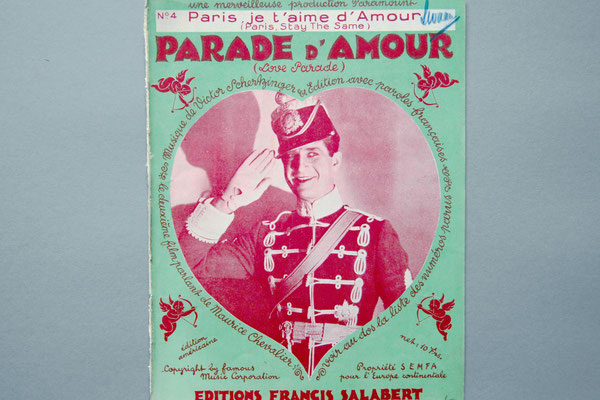 une merveilleuse production Paramount
No 4 Paris, je t'aime d'Amour
(Paris, Stay The Same)
PARADE D'AMOUR
(Love Parade)
Musique de Victor Schertzinger Edition avec paroles françaises
le deuxième film parlant de Maurice Chevalier
voir au dos la liste des numéros parus
édition
américaine
net: 10 Frs.
Copyright by famous
Music Corporation
Propriété SEMFA
pour l'Europe continentale
EDITIONS FRANCIS SALABERT